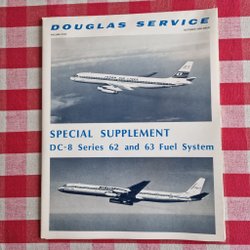 DOUGLAS SERVICE
SPECIAL SUPPLEMENT
DC-8 Series 62 and 63 Fuel System